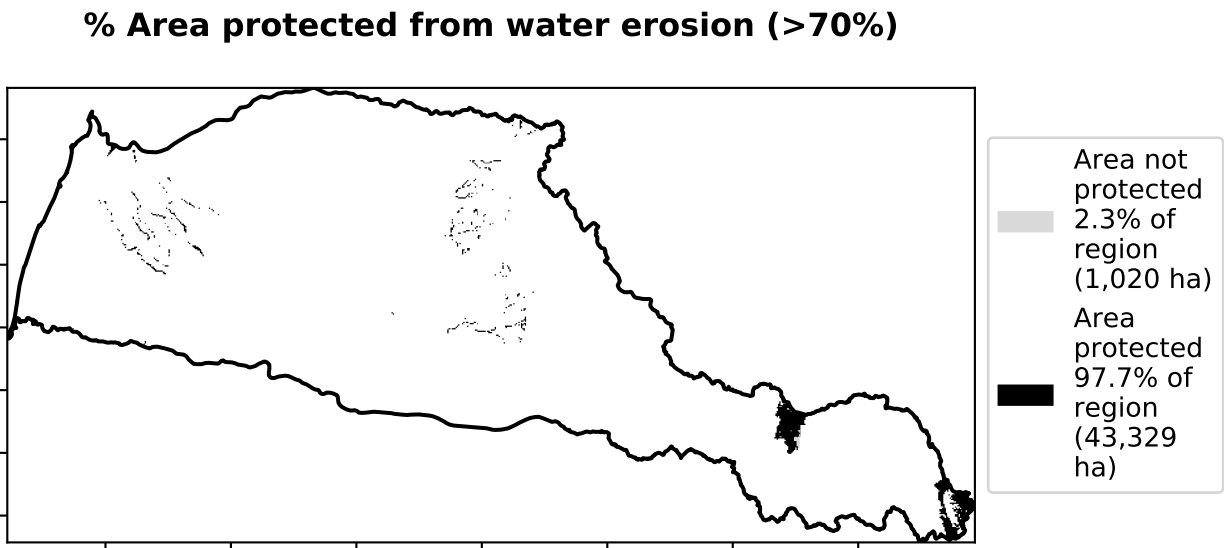 % Area protected from water erosion (>70%)
Area not
protected
2.3% of
region
(1,020 ha)
Area
protected
97.7% of
region
(43,329
ha)